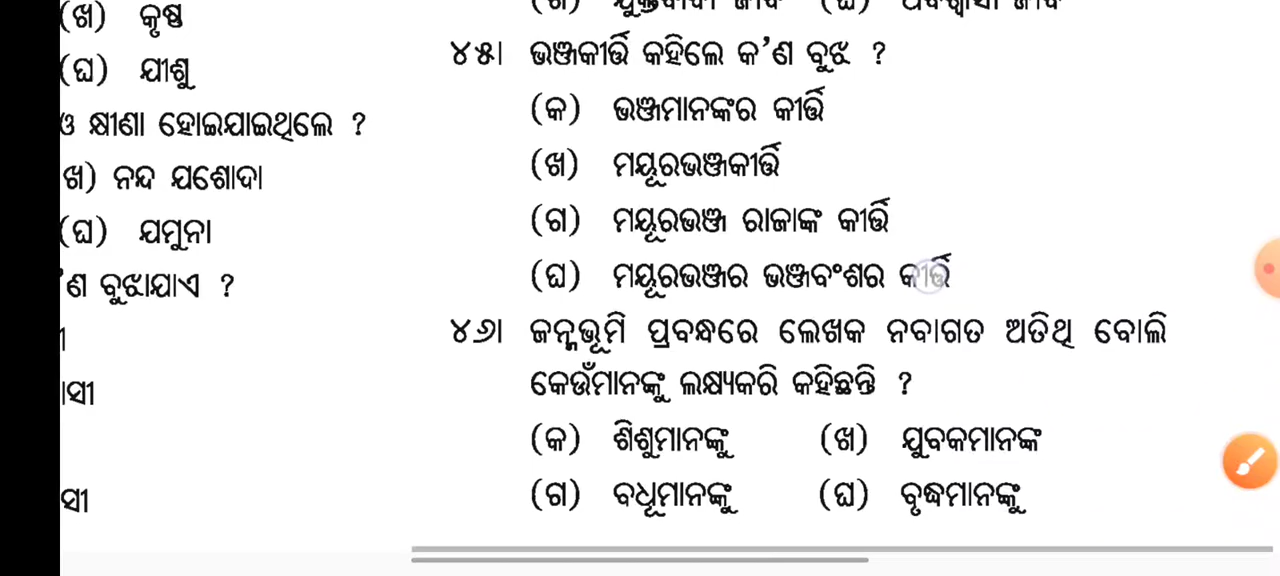 (ଖ) କୃଷ୍ଣ
(ଘ) ଯୀଶୁ
ଓ କ୍ଷୀଣା ହୋଇଯାଇଥିଲେ ?
ଖ) ନନ୍ଦ ଯଶୋଦା
(ଘ) ଯମୁନା
'ଣ ବୁଝାଯାଏ ?
ାସୀ
ସୀ
୪୫। ଭଞ୍ଜକୀର୍ତ୍ତି କହିଲେ କ'ଣ ବୁଝ ?
(କ) ଭଞ୍ଜମାନଙ୍କର କୀର୍ତ୍ତି
(ଖ) ମୟୂରଭଞ୍ଜକୀର୍ତ୍ତି
(ଗ) ମୟୂରଭଞ୍ଜ ରାଜାଙ୍କ କୀର୍ତ୍ତି
(ଘ) ମୟୂରଭଞ୍ଜର ଭଞ୍ଜବଂଶର କୀର୍ତ୍ତି
୪୬। ଜନ୍ମଭୂମି ପ୍ରବନ୍ଧରେ ଲେଖକ ନବାଗତ ଅତିଥି ବୋଲି
କେଉଁମାନଙ୍କୁ ଲକ୍ଷ୍ୟକରି କହିଛନ୍ତି ?
(କ) ଶିଶୁମାନଙ୍କୁ (ଖ) ଯୁବକମାନଙ୍କ
(ଗ) ବଧୂମାନଙ୍କୁ (ଘ) ବୃଦ୍ଧମାନଙ୍କୁ